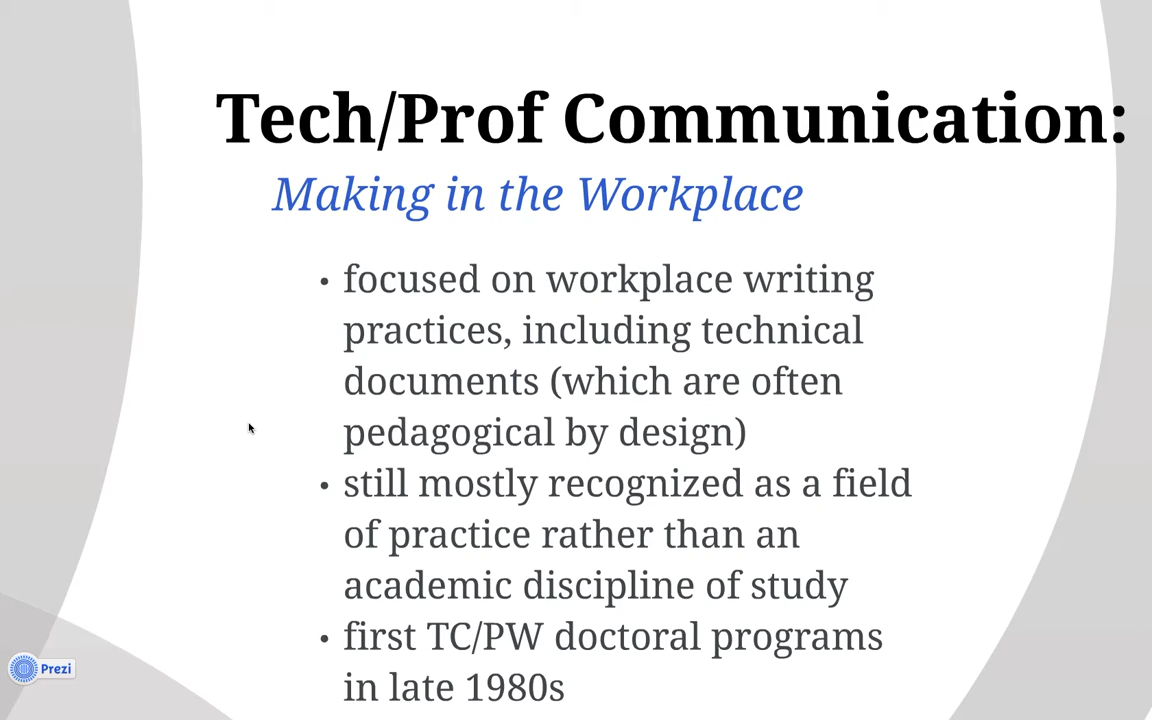 Tech/Prof Communication:
Making in the Workplace
• focused on workplace writing
practices, including technical
documents (which are often
pedagogical by design)
• still mostly recognized as a field
of practice rather than an
academic discipline of study
• first TC/PW doctoral programs
in late 1980s
Prezi